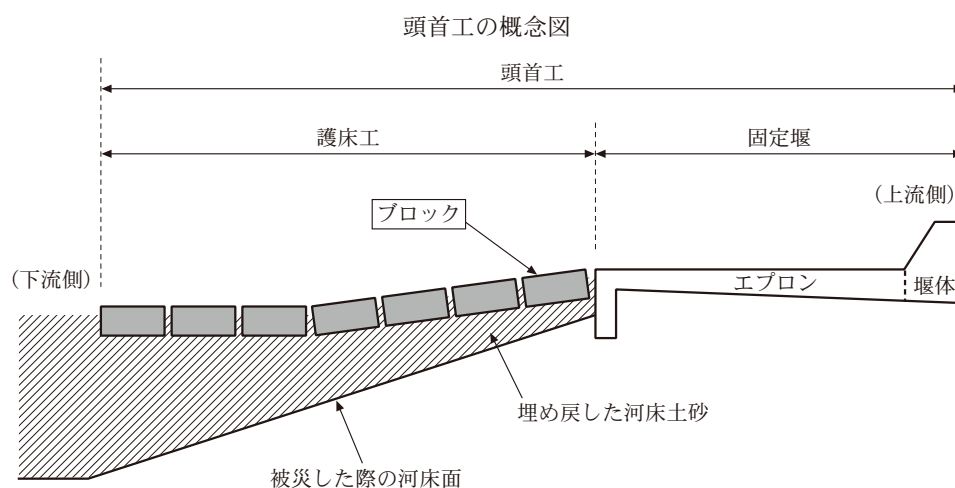 頭首工の概念図
頭首工
護床工
固定堰
(上流側)
ブロック
(下流側)
エプロン
堰体
埋め戻した河床土砂
被災した際の河床面